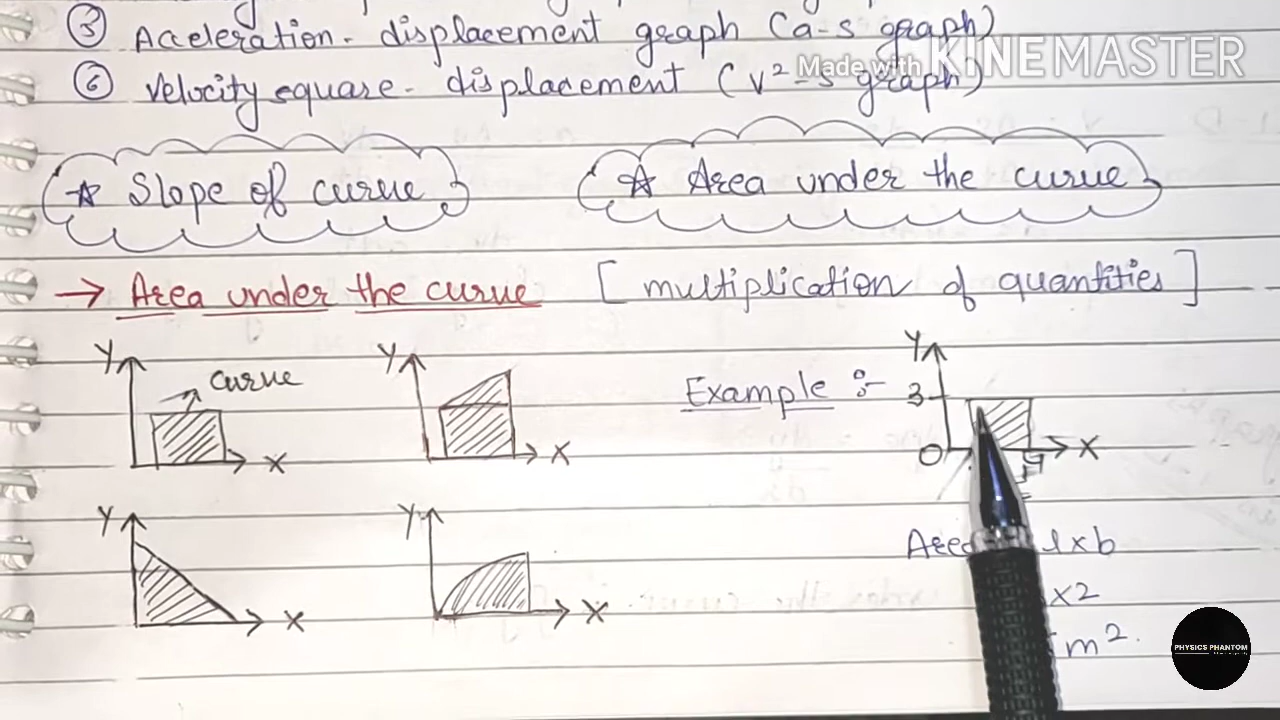 ③ Acceleration - displacement graph (a-s graph)
Made with KINEMASTER
⑥ Velocity square - displacement (v² - s graph)
☆ Slope of curve
☆ Area under the curve
→ Area under the curve [multiplication of quantities]
Y
curve
X
Y
X
Example :-
Y
3
O
X
Y
X
Y
X
l x b
x 2
m².
PHYSICS PHANTOM